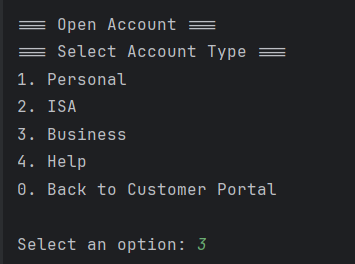 === Open Account ===
=== Select Account Type ===
1. Personal
2. ISA
3. Business
4. Help
0. Back to Customer Portal
Select an option: 3